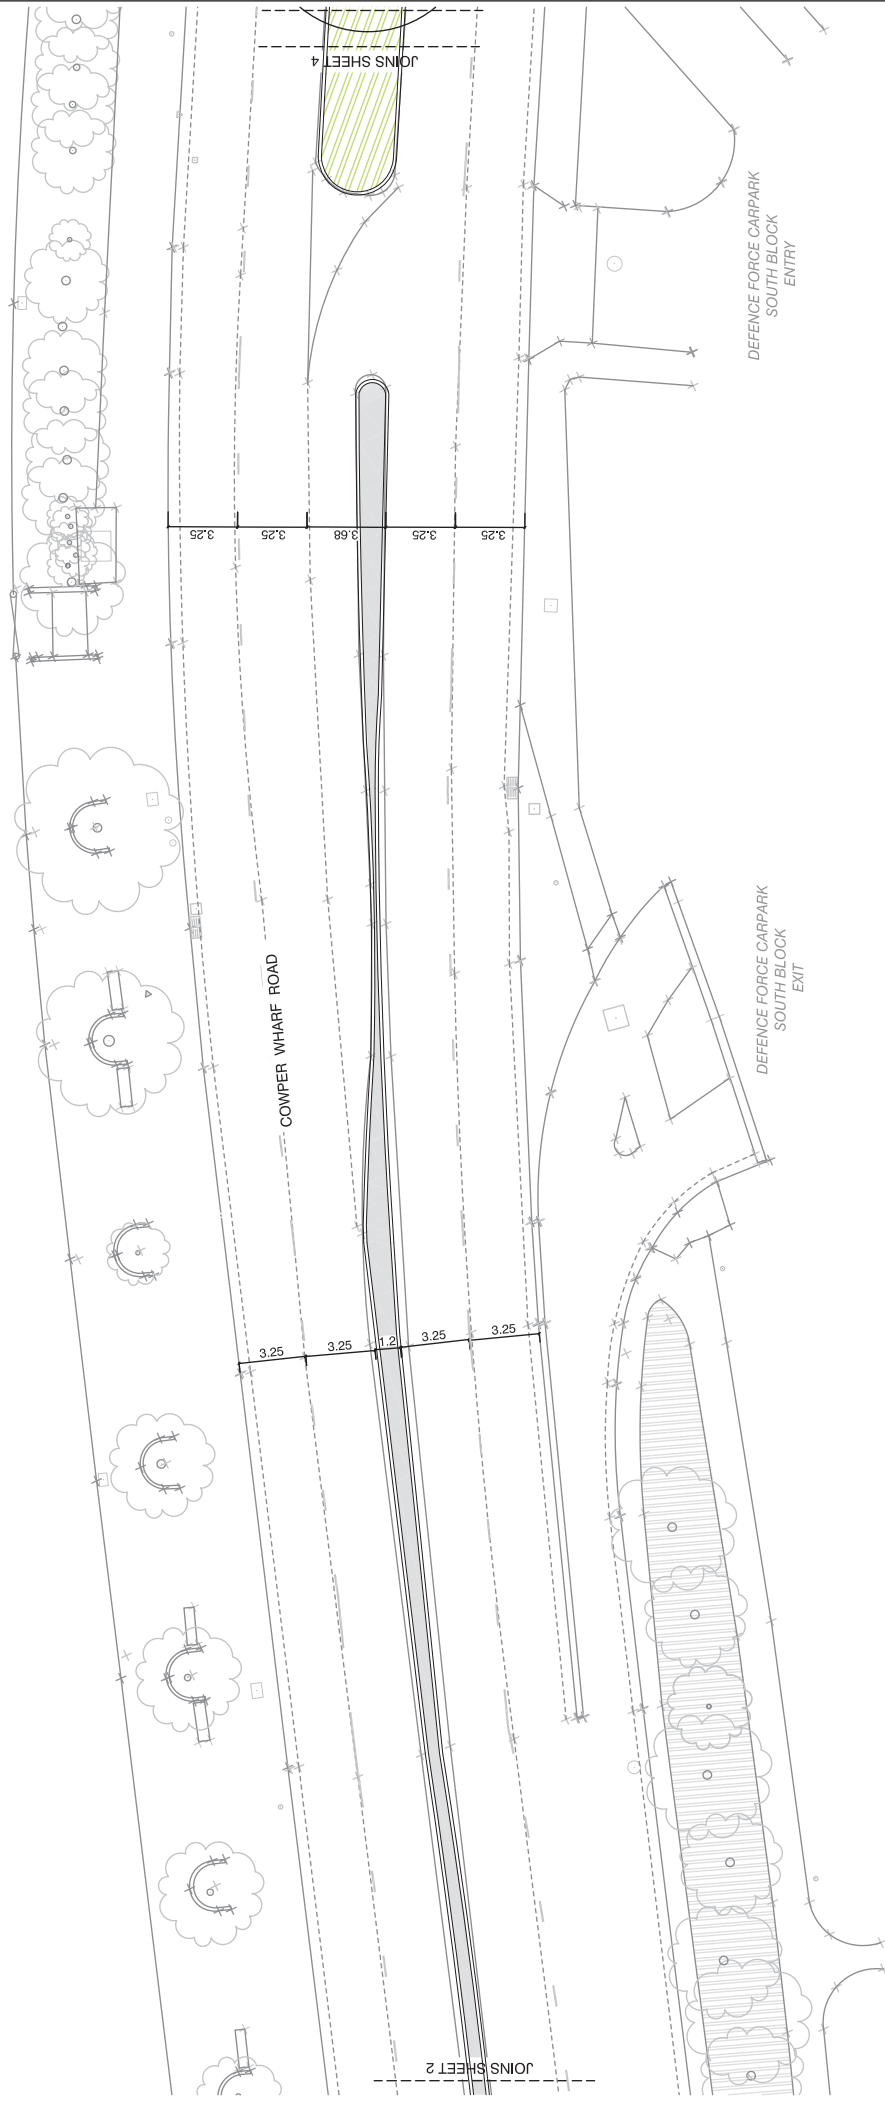 JOINS SHEET 4
DEFENCE FORCE CARPARK
SOUTH BLOCK
ENTRY
3.25
3.25
3.68
3.25
3.25
COWPER WHARF ROAD
DEFENCE FORCE CARPARK
SOUTH BLOCK
EXIT
3.25
3.25
1.2
3.25
3.25
JOINS SHEET 2